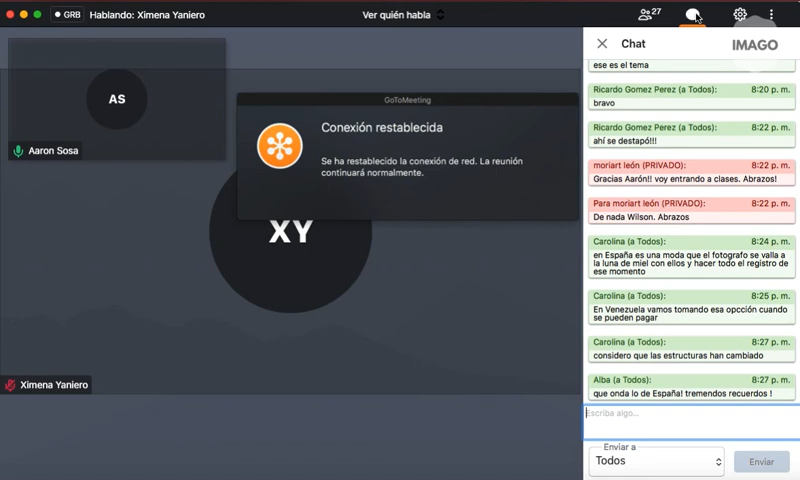 GRB
Hablando: Ximena Yaniero
Ver quién habla
27
AS
Aaron Sosa
GoToMeeting
Conexión restablecida
Se ha restablecido la conexión de red. La reunión
continuará normalmente.
XY
Ximena Yaniero
Chat
IMAGO
ese es el tema
Ricardo Gomez Perez (a Todos): 8:20 p. m.
bravo
Ricardo Gomez Perez (a Todos): 8:22 p. m.
ahí se destapó!!!
moriart león (PRIVADO): 8:22 p. m.
Gracias Aarón!! voy entrando a clases. Abrazos!
Para moriart león (PRIVADO): 8:22 p. m.
De nada Wilson. Abrazos
Carolina (a Todos): 8:24 p. m.
en España es una moda que el fotografo se valla a
la luna de miel con ellos y hacer todo el registro de
ese momento
Carolina (a Todos): 8:25 p. m.
En Venezuela vamos tomando esa opcción cuando
se pueden pagar
Carolina (a Todos): 8:27 p. m.
considero que las estructuras han cambiado
Alba (a Todos): 8:27 p. m.
que onda lo de España! tremendos recuerdos !
Escriba algo...
Enviar a
Todos
Enviar